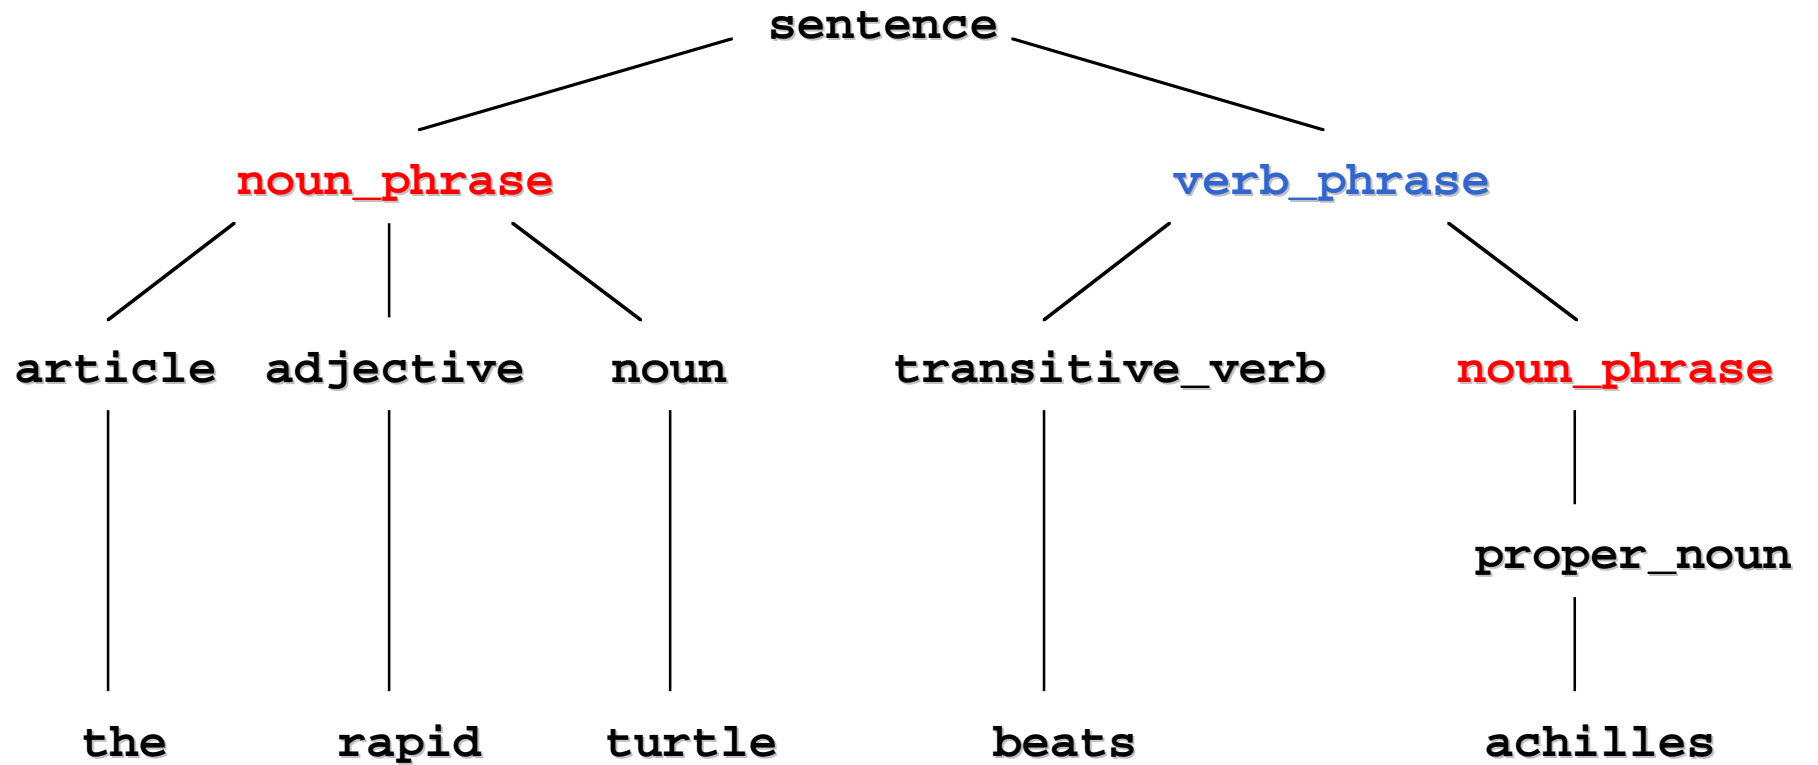 sentence
noun_phrase verb_phrase
article adjective noun transitive_verb noun_phrase
proper_noun
the rapid turtle beats achilles